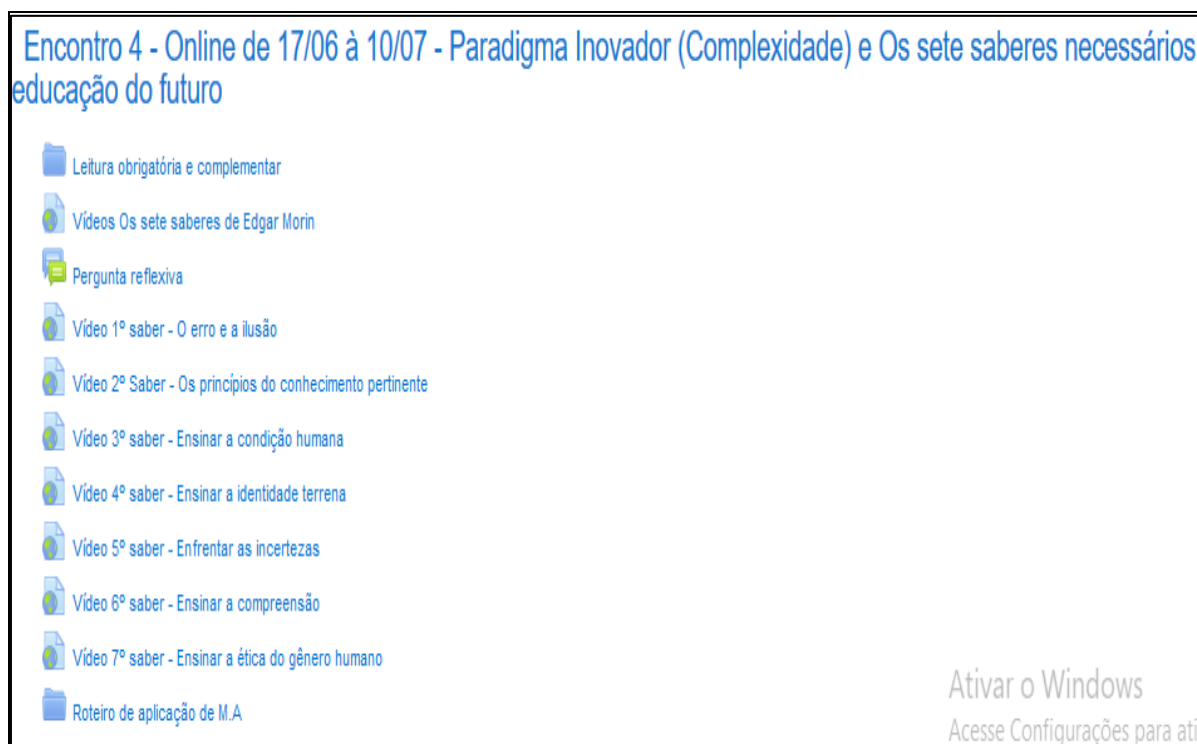 Encontro 4 - Online de 17/06 à 10/07 - Paradigma Inovador (Complexidade) e Os sete saberes necessários
educação do futuro
Leitura obrigatória e complementar
Vídeos Os sete saberes de Edgar Morin
Pergunta reflexiva
Vídeo 1º saber - O erro e a ilusão
Vídeo 2º Saber - Os princípios do conhecimento pertinente
Vídeo 3º saber - Ensinar a condição humana
Vídeo 4º saber - Ensinar a identidade terrena
Vídeo 5º saber - Enfrentar as incertezas
Vídeo 6º saber - Ensinar a compreensão
Vídeo 7º saber - Ensinar a ética do gênero humano
Roteiro de aplicação de M.A
Ativar o Windows
Acesse Configurações para ati